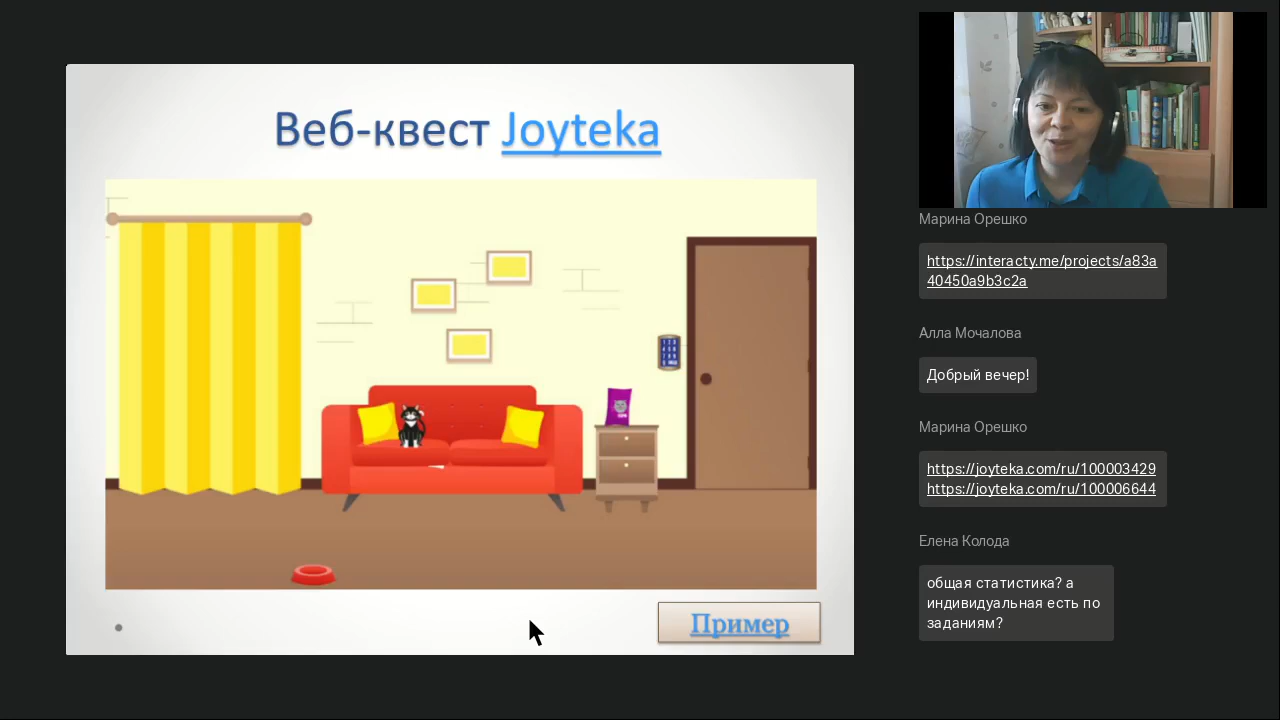 Веб-квест Joyteka
Пример
Марина Орешко
https://interacty.me/projects/a83a
40450a9b3c2a
Алла Мочалова
Добрый вечер!
Марина Орешко
https://joyteka.com/ru/100003429
https://joyteka.com/ru/100006644
Елена Колода
общая статистика? а
индивидуальная есть по
заданиям?